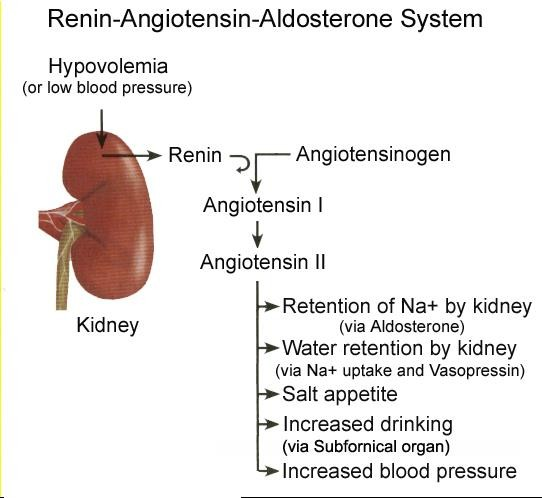 Renin-Angiotensin-Aldosterone System
Hypovolemia
(or low blood pressure)
Renin
Angiotensinogen
Angiotensin I
Angiotensin II
Kidney
Retention of Na+ by kidney
(via Aldosterone)
Water retention by kidney
(via Na+ uptake and Vasopressin)
Salt appetite
Increased drinking
(via Subfornical organ)
Increased blood pressure